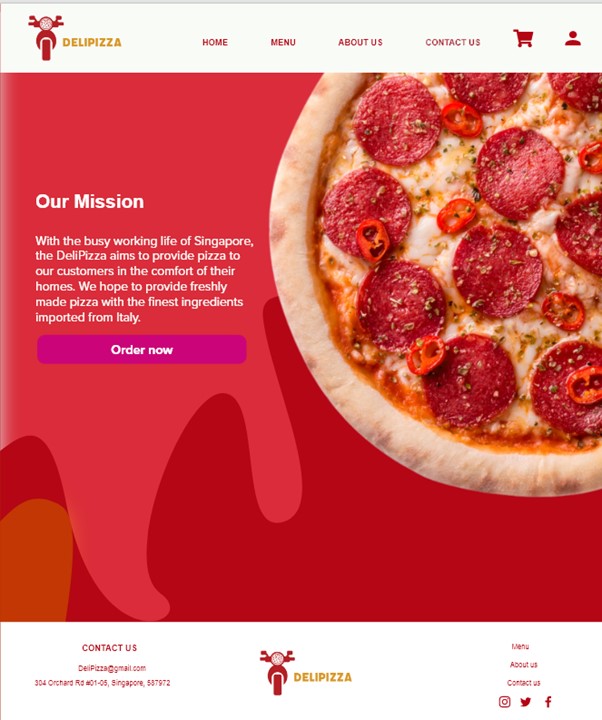 DELIPIZZA
HOME
MENU
ABOUT US
CONTACT US
Our Mission
With the busy working life of Singapore,
the DeliPizza aims to provide pizza to
our customers in the comfort of their
homes. We hope to provide freshly
made pizza with the finest ingredients
imported from Italy.
Order now
CONTACT US
DeliPizza@gmail.com
304 Orchard Rd #01-05, Singapore, 587972
DELIPIZZA
Menu
About us
Contact us